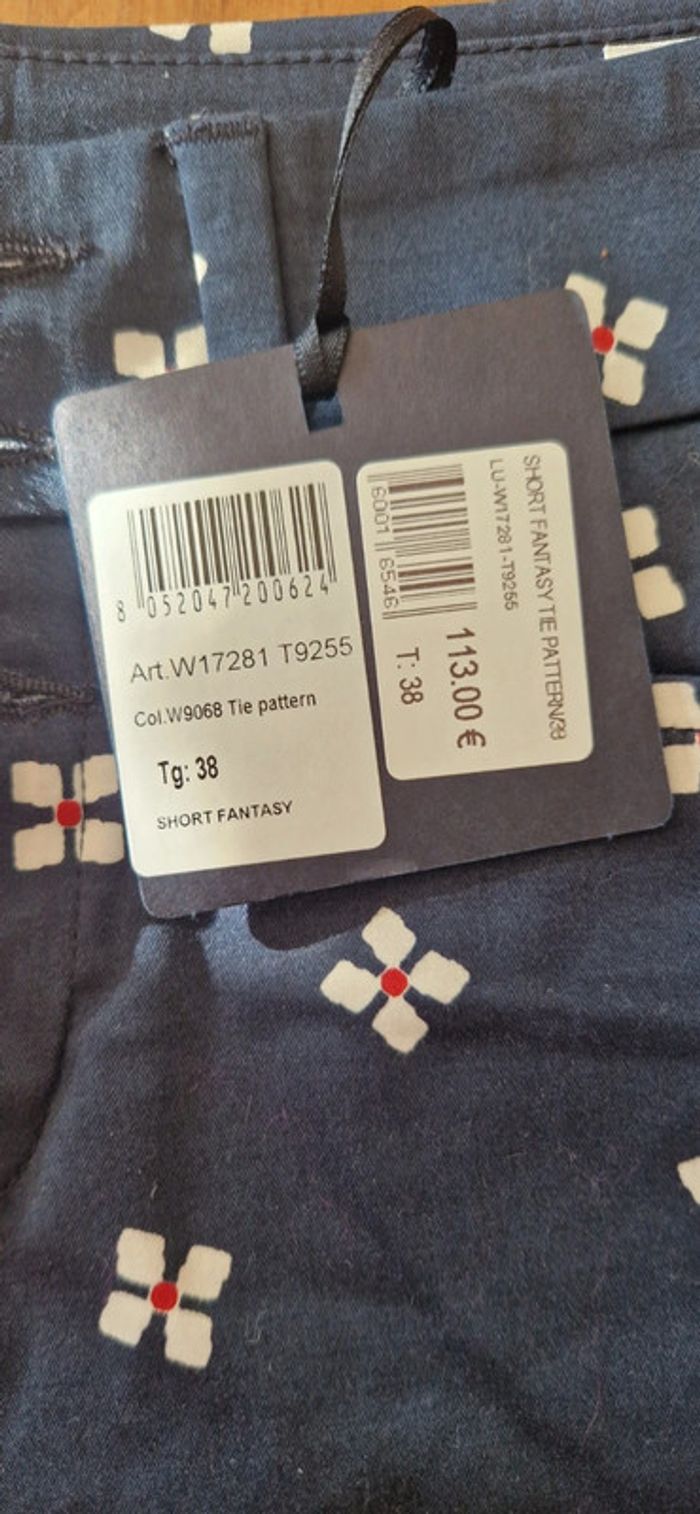 8 052047 200624
Art.W17281 T9255
Col.W9068 Tie pattern
Tg: 38
SHORT FANTASY
SHORT FANTASY TIE PATTERN/38
LU-W17281-T9255
6001 6546
113.00 €
T: 38